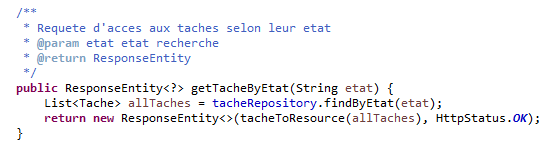 /**
 * Requete d'acces aux taches selon leur etat
 * @param etat etat recherche
 * @return ResponseEntity
 */
public ResponseEntity<?> getTacheByEtat(String etat) {
    List<Tache> allTaches = tacheRepository.findByEtat(etat);
    return new ResponseEntity<>(tacheToResource(allTaches), HttpStatus.OK);
}